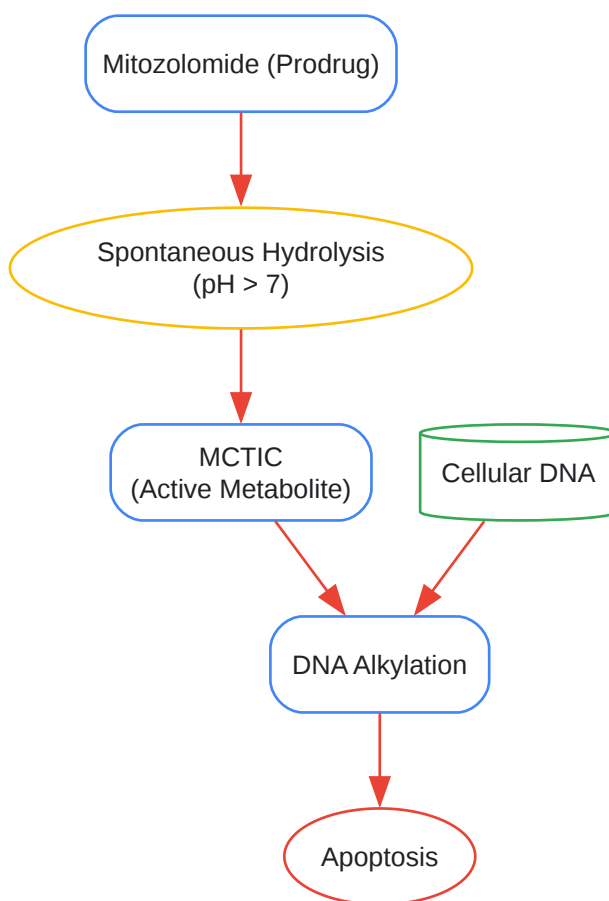 Mitozolomide (Prodrug)
Spontaneous Hydrolysis
(pH > 7)
MCTIC
(Active Metabolite)
Cellular DNA
DNA Alkylation
Apoptosis